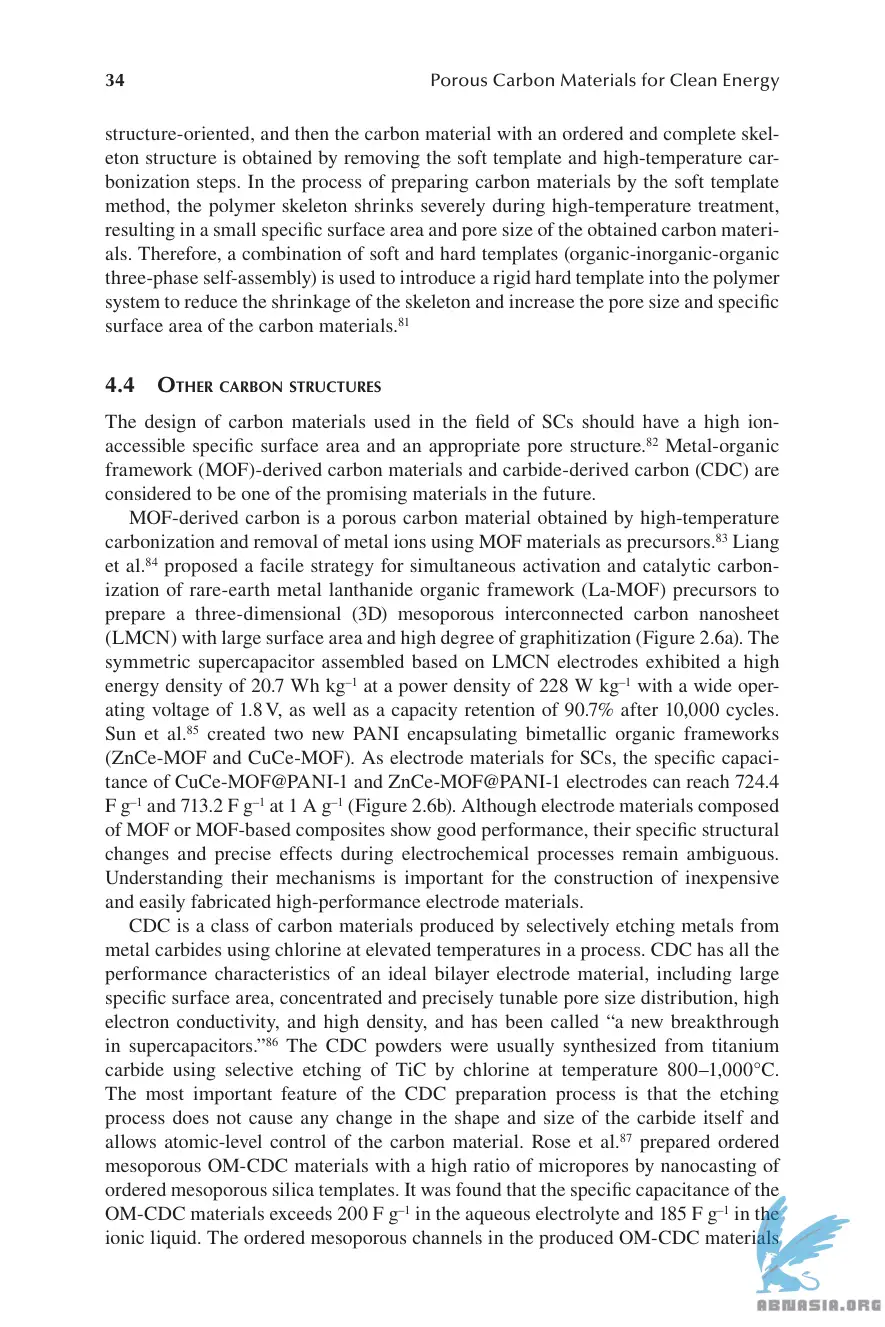 34 Porous Carbon Materials for Clean Energy
structure-oriented, and then the carbon material with an ordered and complete skel-
eton structure is obtained by removing the soft template and high-temperature car-
bonization steps. In the process of preparing carbon materials by the soft template
method, the polymer skeleton shrinks severely during high-temperature treatment,
resulting in a small specific surface area and pore size of the obtained carbon materi-
als. Therefore, a combination of soft and hard templates (organic-inorganic-organic
three-phase self-assembly) is used to introduce a rigid hard template into the polymer
system to reduce the shrinkage of the skeleton and increase the pore size and specific
surface area of the carbon materials.81
4.4 Other carbon structures
The design of carbon materials used in the field of SCs should have a high ion-
accessible specific surface area and an appropriate pore structure.82 Metal-organic
framework (MOF)-derived carbon materials and carbide-derived carbon (CDC) are
considered to be one of the promising materials in the future.
MOF-derived carbon is a porous carbon material obtained by high-temperature
carbonization and removal of metal ions using MOF materials as precursors.83 Liang
et al.84 proposed a facile strategy for simultaneous activation and catalytic carbon-
ization of rare-earth metal lanthanide organic framework (La-MOF) precursors to
prepare a three-dimensional (3D) mesoporous interconnected carbon nanosheet
(LMCN) with large surface area and high degree of graphitization (Figure 2.6a). The
symmetric supercapacitor assembled based on LMCN electrodes exhibited a high
energy density of 20.7 Wh kg–1 at a power density of 228 W kg–1 with a wide oper-
ating voltage of 1.8 V, as well as a capacity retention of 90.7% after 10,000 cycles.
Sun et al.85 created two new PANI encapsulating bimetallic organic frameworks
(ZnCe-MOF and CuCe-MOF). As electrode materials for SCs, the specific capaci-
tance of CuCe-MOF@PANI-1 and ZnCe-MOF@PANI-1 electrodes can reach 724.4
F g–1 and 713.2 F g–1 at 1 A g–1 (Figure 2.6b). Although electrode materials composed
of MOF or MOF-based composites show good performance, their specific structural
changes and precise effects during electrochemical processes remain ambiguous.
Understanding their mechanisms is important for the construction of inexpensive
and easily fabricated high-performance electrode materials.
CDC is a class of carbon materials produced by selectively etching metals from
metal carbides using chlorine at elevated temperatures in a process. CDC has all the
performance characteristics of an ideal bilayer electrode material, including large
specific surface area, concentrated and precisely tunable pore size distribution, high
electron conductivity, and high density, and has been called “a new breakthrough
in supercapacitors.”86 The CDC powders were usually synthesized from titanium
carbide using selective etching of TiC by chlorine at temperature 800–1,000°C.
The most important feature of the CDC preparation process is that the etching
process does not cause any change in the shape and size of the carbide itself and
allows atomic-level control of the carbon material. Rose et al.87 prepared ordered
mesoporous OM-CDC materials with a high ratio of micropores by nanocasting of
ordered mesoporous silica templates. It was found that the specific capacitance of the
OM-CDC materials exceeds 200 F g–1 in the aqueous electrolyte and 185 F g–1 in the
ionic liquid. The ordered mesoporous channels in the produced OM-CDC materials
ABNASIA.ORG